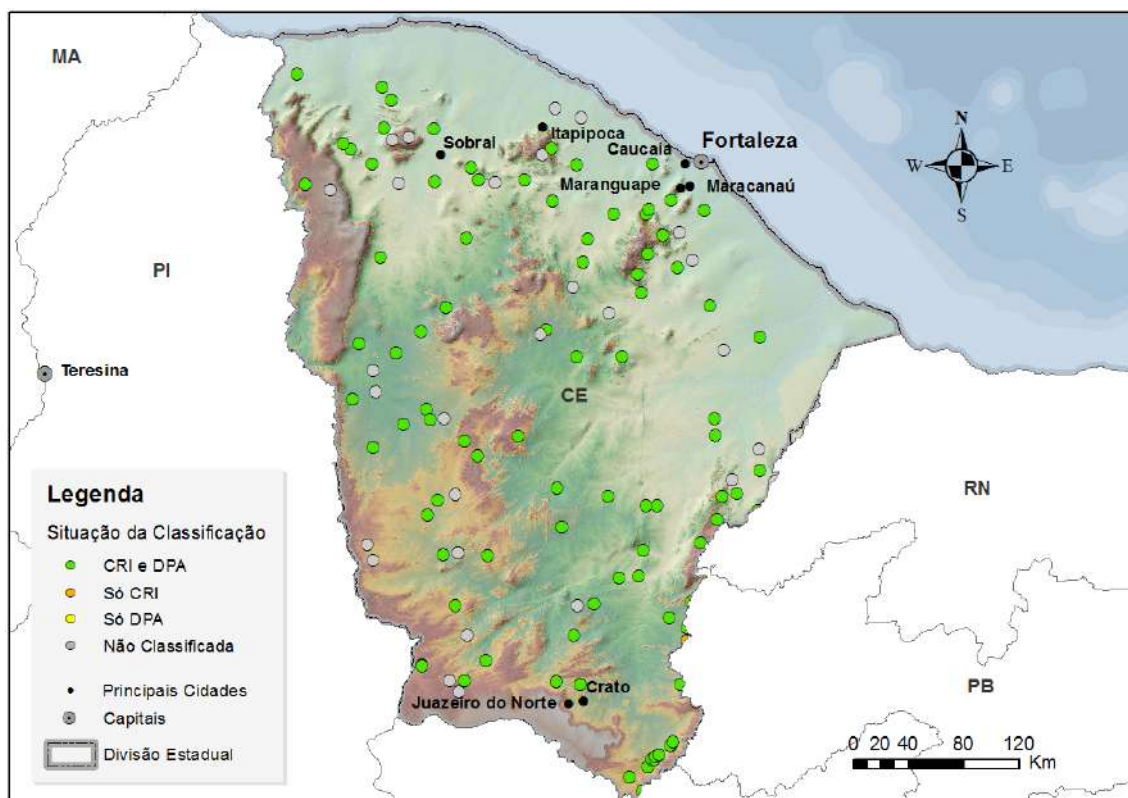 MA
N
W
E
S
Fortaleza
Itapipoca
Sobral
Caucaia
Maranguape
Maracanaú
PI
Teresina
CE
RN
PB
Crato
Juazeiro do Norte
Legenda
Situação da Classificação
CRI e DPA
Só CRI
Só DPA
Não Classificada
Principais Cidades
Capitais
Divisão Estadual
0 20 40 80 120
Km